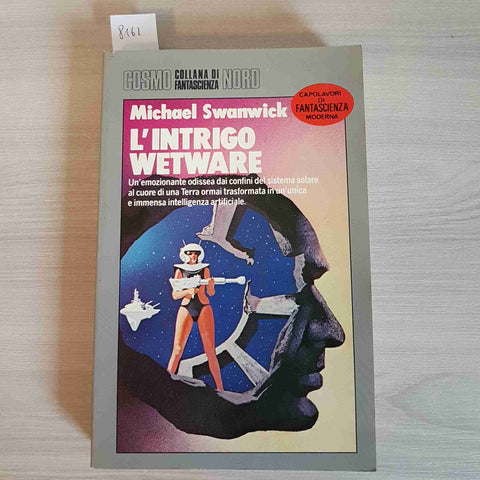 8162
COSMO COLLANA DI FANTASCIENZA NORD
Michael Swanwick
CAPOLAVORI
DI
FANTASCIENZA
MODERNA
L'INTRIGO
WETWARE
Un'emozionante odissea dai confini del sistema solare
al cuore di una Terra ormai trasformata in un'unica
e immensa intelligenza artificiale.